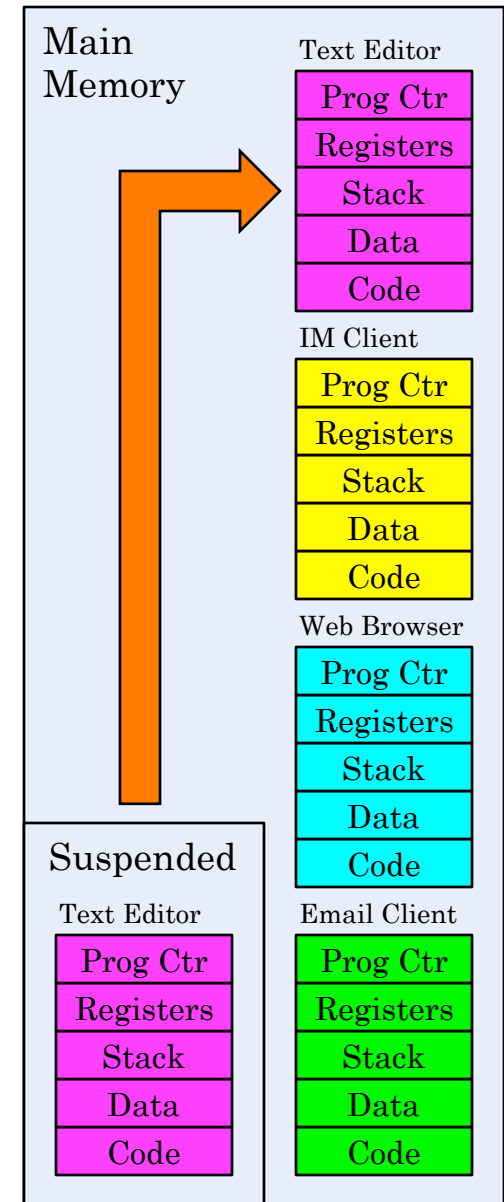 Main
Memory
Text Editor
Prog Ctr
Registers
Stack
Data
Code
IM Client
Prog Ctr
Registers
Stack
Data
Code
Web Browser
Prog Ctr
Registers
Stack
Data
Code
Suspended
Text Editor
Prog Ctr
Registers
Stack
Data
Code
Email Client
Prog Ctr
Registers
Stack
Data
Code